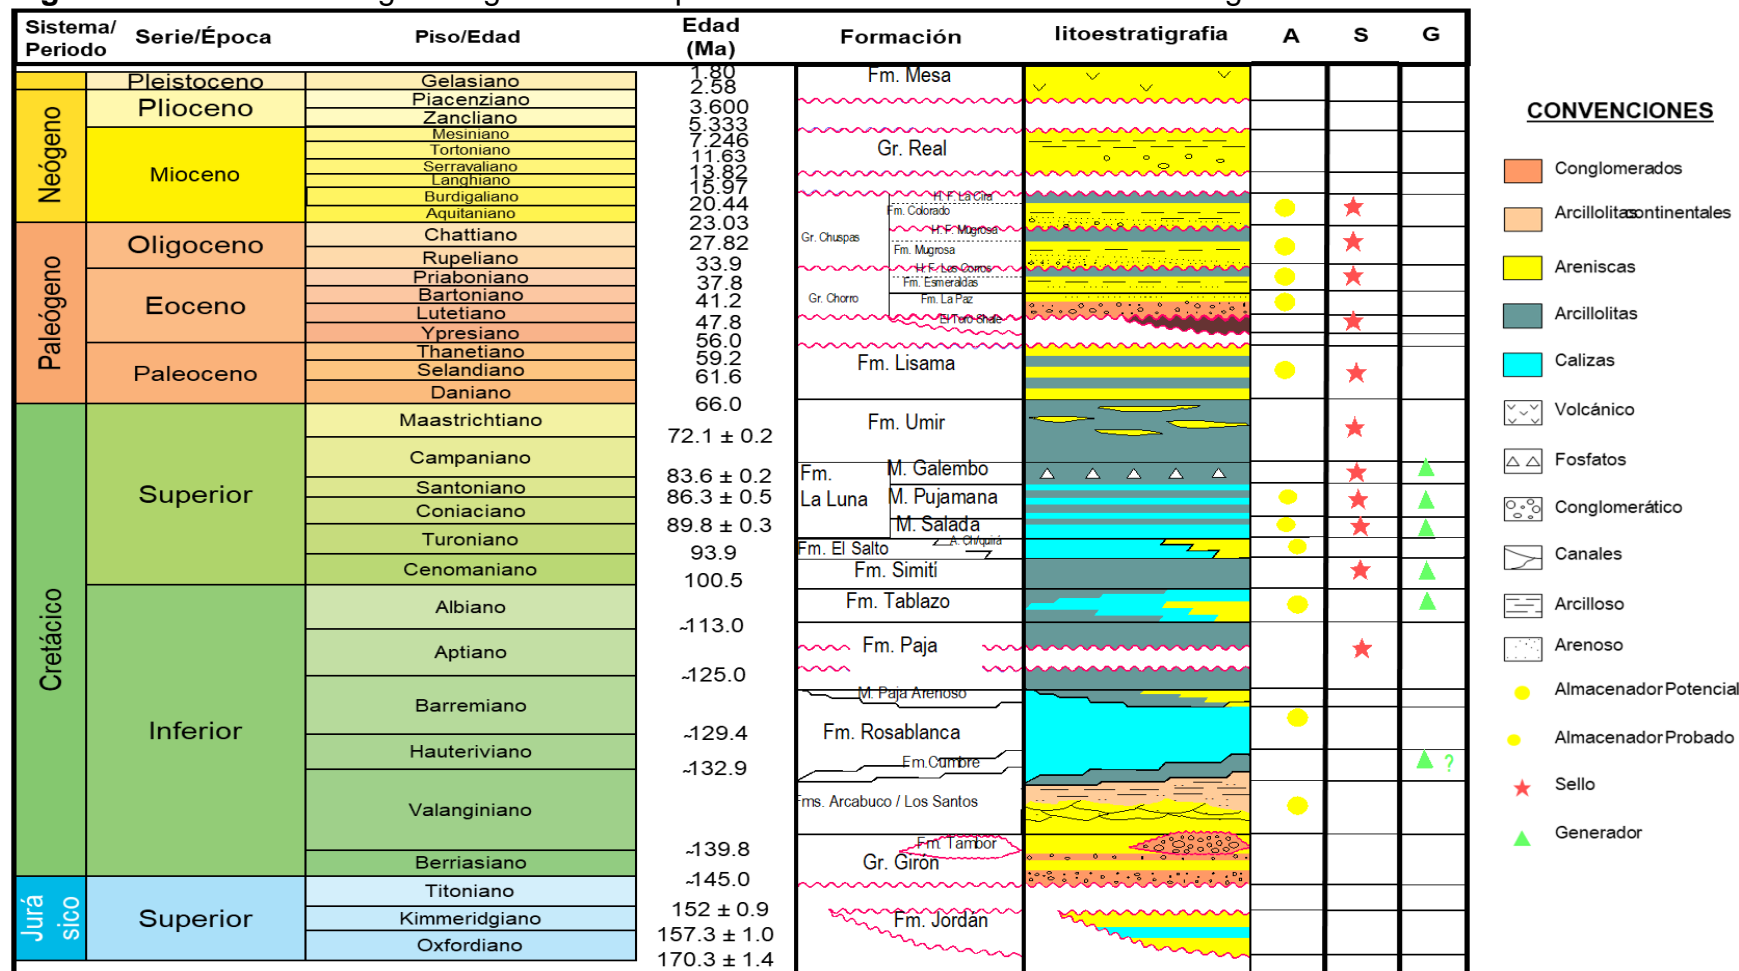 Sistema/
Periodo
Serie/Época
Piso/Edad
Edad
(Ma)
Formación
litoestratigrafia
A
S
G
Neógeno
Pleistoceno
Plioceno
Mioceno
Gelasiano
Piacenziano
Zancliano
Mesiniano
Tortoniano
Serravaliano
Langhiano
Burdigaliano
Aquitaniano
Paleógeno
Oligoceno
Eoceno
Paleoceno
Chattiano
Rupeliano
Priaboniano
Bartoniano
Lutetiano
Ypresiano
Thanetiano
Selandiano
Daniano
Cretácico
Superior
Inferior
Maastrichtiano
Campaniano
Santoniano
Coniaciano
Turoniano
Cenomaniano
Albiano
Aptiano
Barremiano
Hauteriviano
Valanginiano
Berriasiano
Jurá
sico
Superior
Titoniano
Kimmeridgiano
Oxfordiano
1.80
2.58
3.600
5.333
7.246
11.63
13.82
15.97
20.44
23.03
27.82
33.9
37.8
41.2
47.8
56.0
59.2
61.6
66.0
72.1 ± 0.2
83.6 ± 0.2
86.3 ± 0.5
89.8 ± 0.3
93.9
100.5
~113.0
~125.0
~129.4
~132.9
~139.8
~145.0
152 ± 0.9
157.3 ± 1.0
170.3 ± 1.4
Fm. Mesa
Gr. Real
H. F. La Cira
Fm. Colorado
H. F. Mugrosa
Gr. Chuspas
Fm. Mugrosa
H. F. Los Corros
Fm. Esmeraldas
Gr. Chorro
Fm. La Paz
El Toro Shale
Fm. Lisama
Fm. Umir
Fm.
La Luna
M. Galembo
M. Pujamana
M. Salada
A. Chiquirá
Fm. El Salto
Fm. Simití
Fm. Tablazo
Fm. Paja
M. Paja Arenoso
Fm. Rosablanca
Fm.Cumbre
Fms. Arcabuco / Los Santos
Fm. Tambor
Gr. Girón
Fm. Jordán
?
CONVENCIONES
Conglomerados
Arcillolitas continentales
Areniscas
Arcillolitas
Calizas
Volcánico
Fosfatos
Conglomerático
Canales
Arcilloso
Arenoso
Almacenador Potencial
Almacenador Probado
Sello
Generador